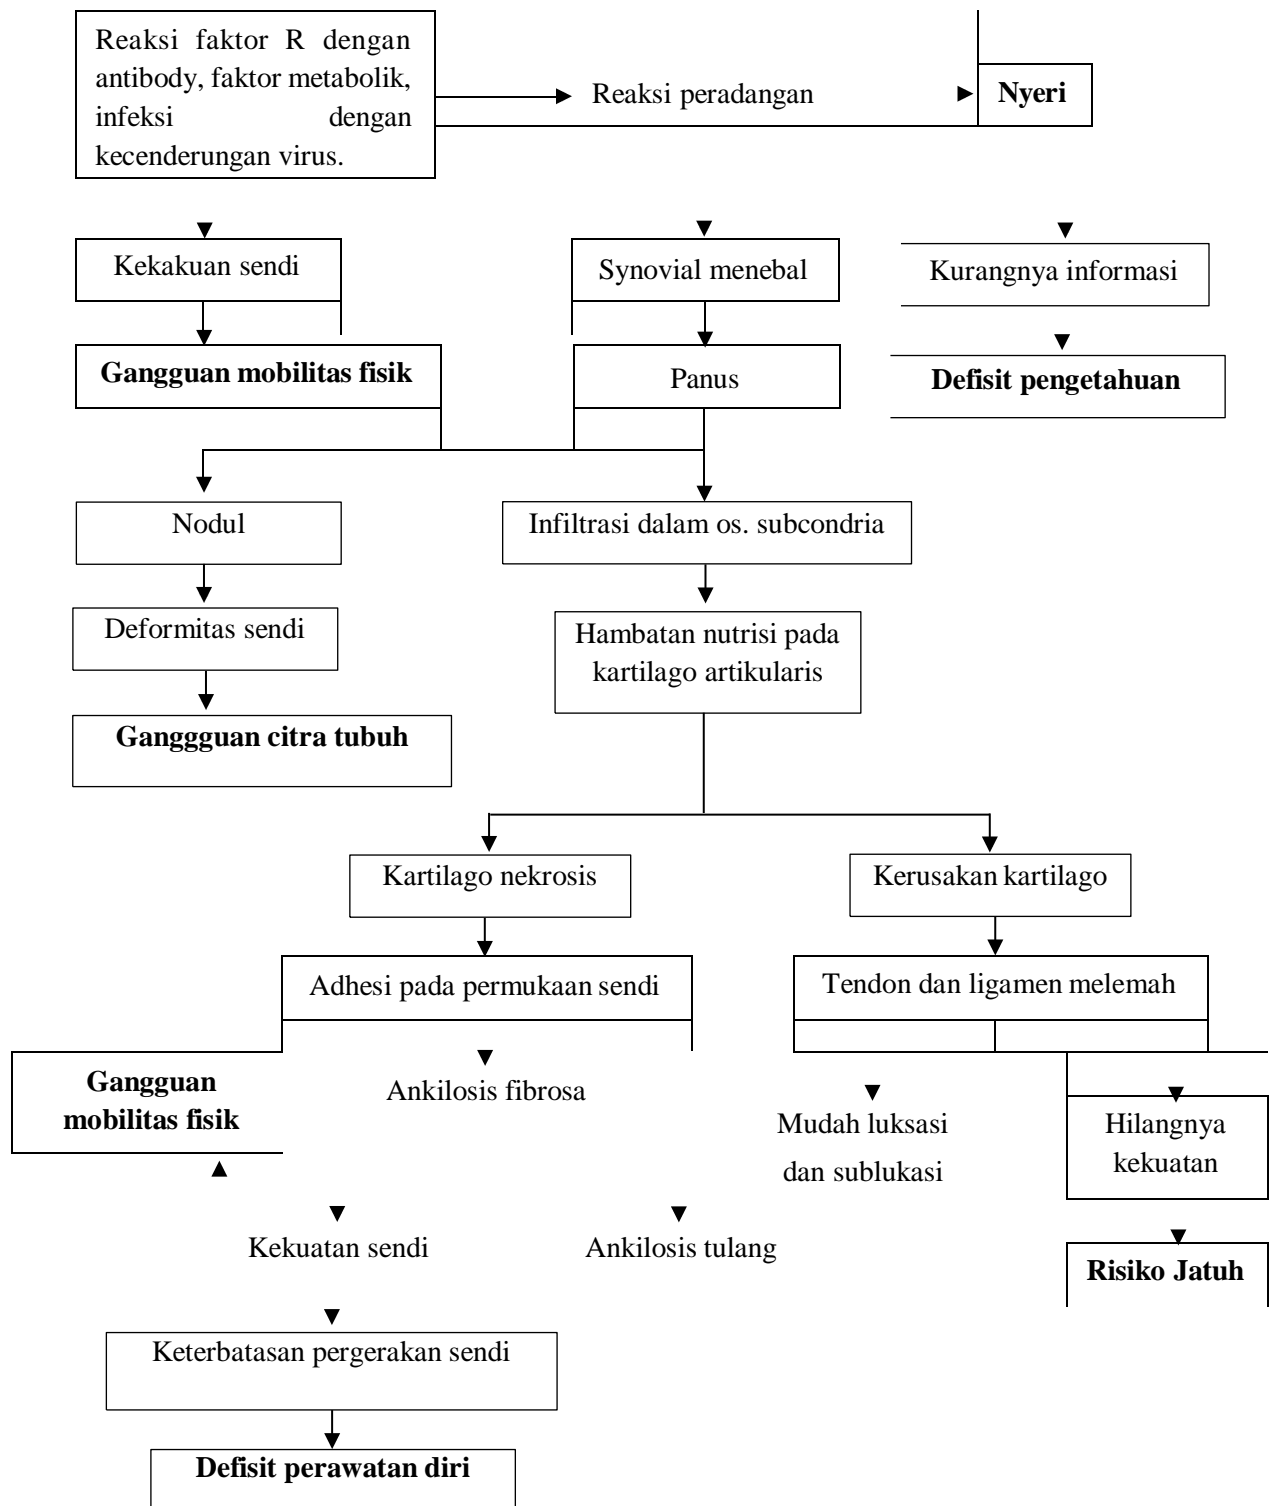 Reaksi faktor R dengan
antibody, faktor metabolik,
infeksi dengan
kecenderungan virus.
Reaksi peradangan
Nyeri
Kekakuan sendi
Synovial menebal
Kurangnya informasi
Gangguan mobilitas fisik
Panus
Defisit pengetahuan
Nodul
Infiltrasi dalam os. subcondria
Deformitas sendi
Hambatan nutrisi pada
kartilago artikularis
Ganggguan citra tubuh
Kartilago nekrosis
Kerusakan kartilago
Adhesi pada permukaan sendi
Tendon dan ligamen melemah
Gangguan
mobilitas fisik
Ankilosis fibrosa
Mudah luksasi
dan sublukasi
Hilangnya
kekuatan
Kekuatan sendi
Ankilosis tulang
Risiko Jatuh
Keterbatasan pergerakan sendi
Defisit perawatan diri